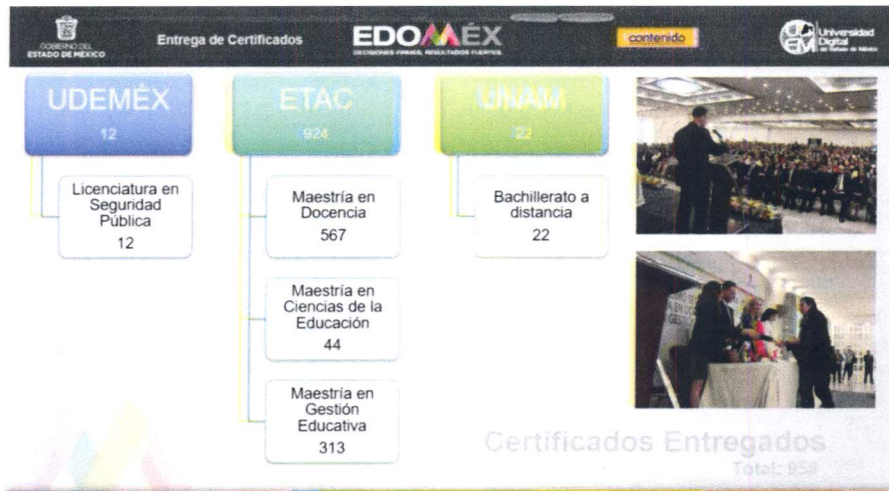 GOBIERNO DEL
ESTADO DE MÉXICO
Entrega de Certificados
EDOMÉX
DECISIONES FIRMES, RESULTADOS FUERTES.
contenido
Universidad
Digital
del Estado de México
UDEMÉX
12
Licenciatura en
Seguridad
Pública
12
ETAC
924
Maestría en
Docencia
567
Maestría en
Ciencias de la
Educación
44
Maestría en
Gestión
Educativa
313
UNAM
22
Bachillerato a
distancia
22
Certificados Entregados
Total: 958